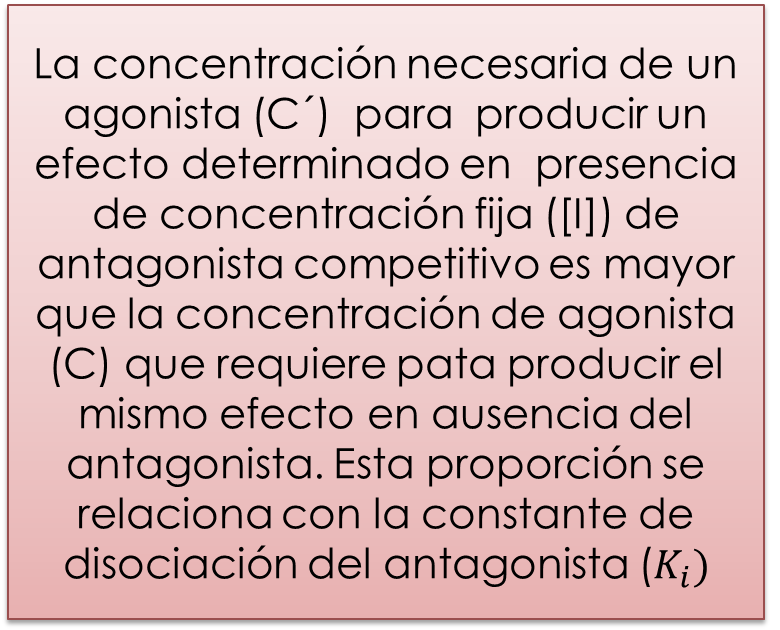 La concentración necesaria de un
agonista (C´) para producir un
efecto determinado en presencia
de concentración fija ([I]) de
antagonista competitivo es mayor
que la concentración de agonista
(C) que requiere pata producir el
mismo efecto en ausencia del
antagonista. Esta proporción se
relaciona con la constante de
disociación del antagonista (𝐾ᵢ)